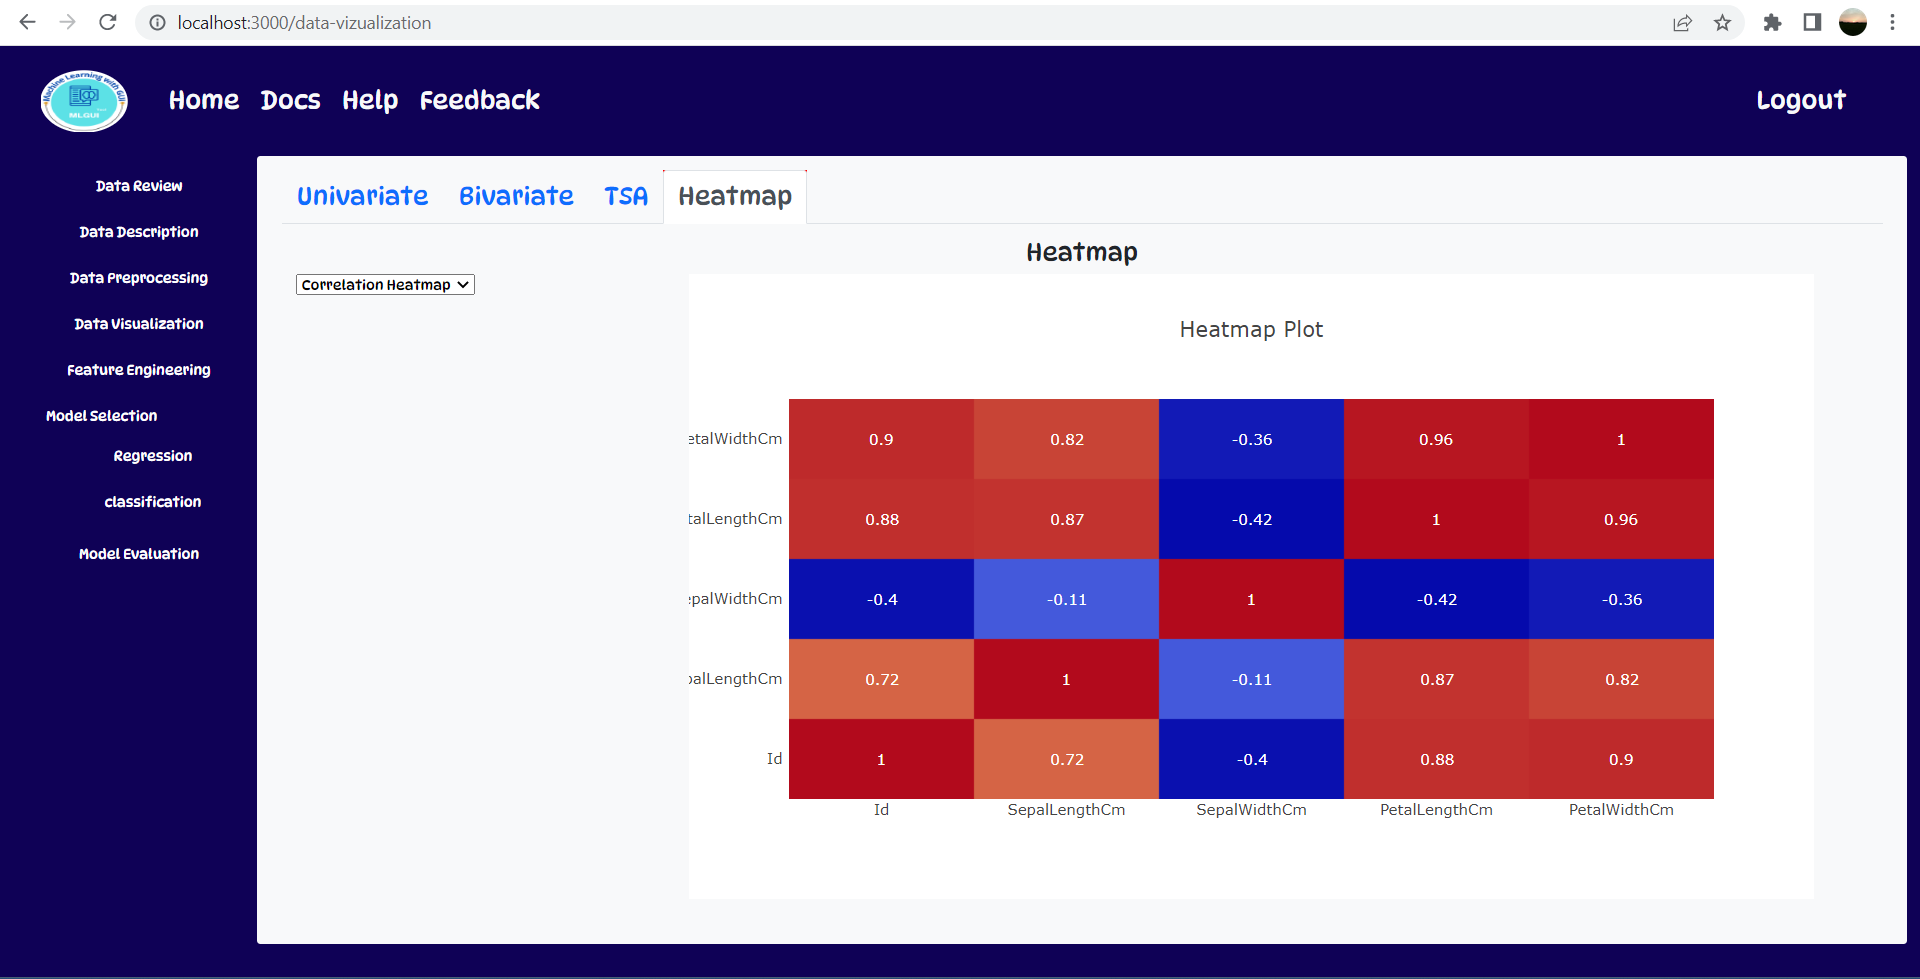 localhost:3000/data-vizualization
Machine Learning with GUI
MLGUI
Home Docs Help Feedback Logout
Data Review
Data Description
Data Preprocessing
Data Visualization
Feature Engineering
Model Selection
Regression
classification
Model Evaluation
Univariate Bivariate TSA Heatmap
Heatmap
Correlation Heatmap
Heatmap Plot
etalWidthCm 0.9 0.82 -0.36 0.96 1
talLengthCm 0.88 0.87 -0.42 1 0.96
epalWidthCm -0.4 -0.11 1 -0.42 -0.36
palLengthCm 0.72 1 -0.11 0.87 0.82
Id 1 0.72 -0.4 0.88 0.9
Id SepalLengthCm SepalWidthCm PetalLengthCm PetalWidthCm